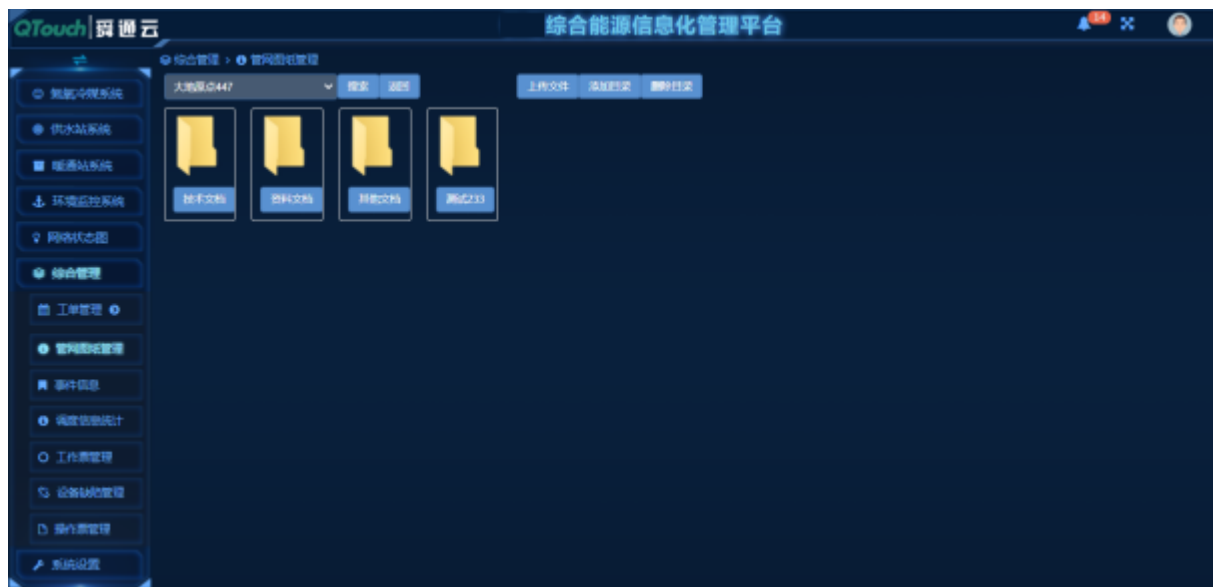 QTouch 舜通云
综合能源信息化管理平台
14
综合管理 > 管网图纸管理
大地原点447
搜索 返回
上传文件 添加目录 删除目录
技术文档 资料文档 其他文档 测试233
供水站系统
暖通站系统
环境监控系统
网络状态图
综合管理
工单管理
管网图纸管理
事件信息
调度信息统计
工作票管理
设备缺陷管理
操作票管理
系统设置